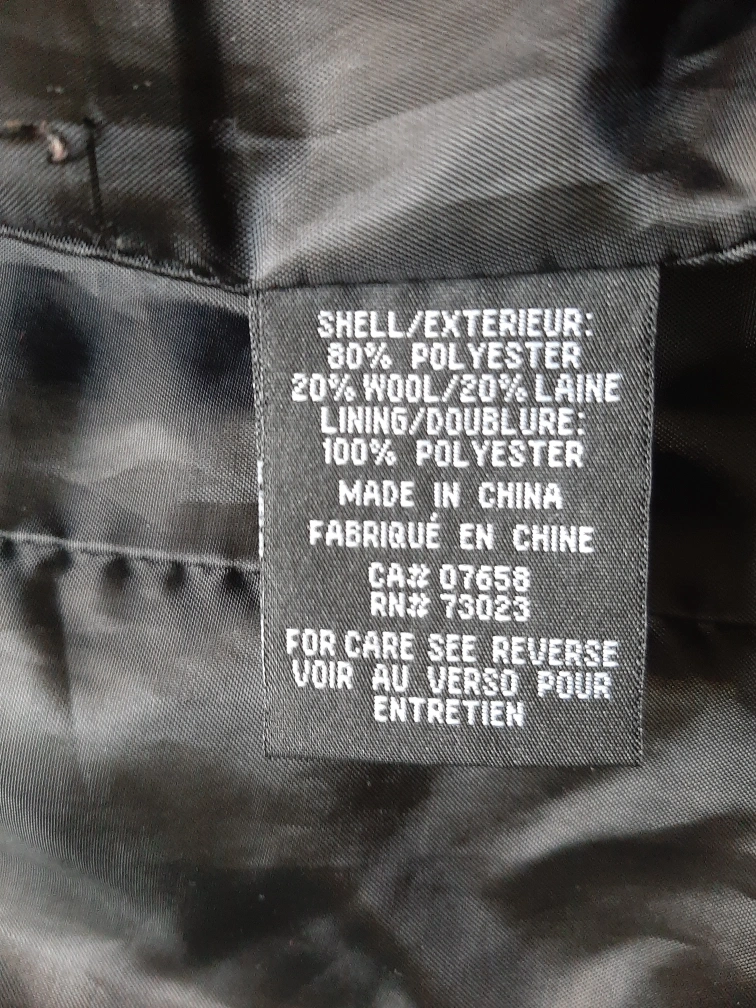 SHELL/EXTERIEUR:
80% POLYESTER
20% WOOL/20% LAINE
LINING/DOUBLURE:
100% POLYESTER
MADE IN CHINA
FABRIQUÉ EN CHINE
CA# 07658
RN# 73023
FOR CARE SEE REVERSE
VOIR AU VERSO POUR
ENTRETIEN